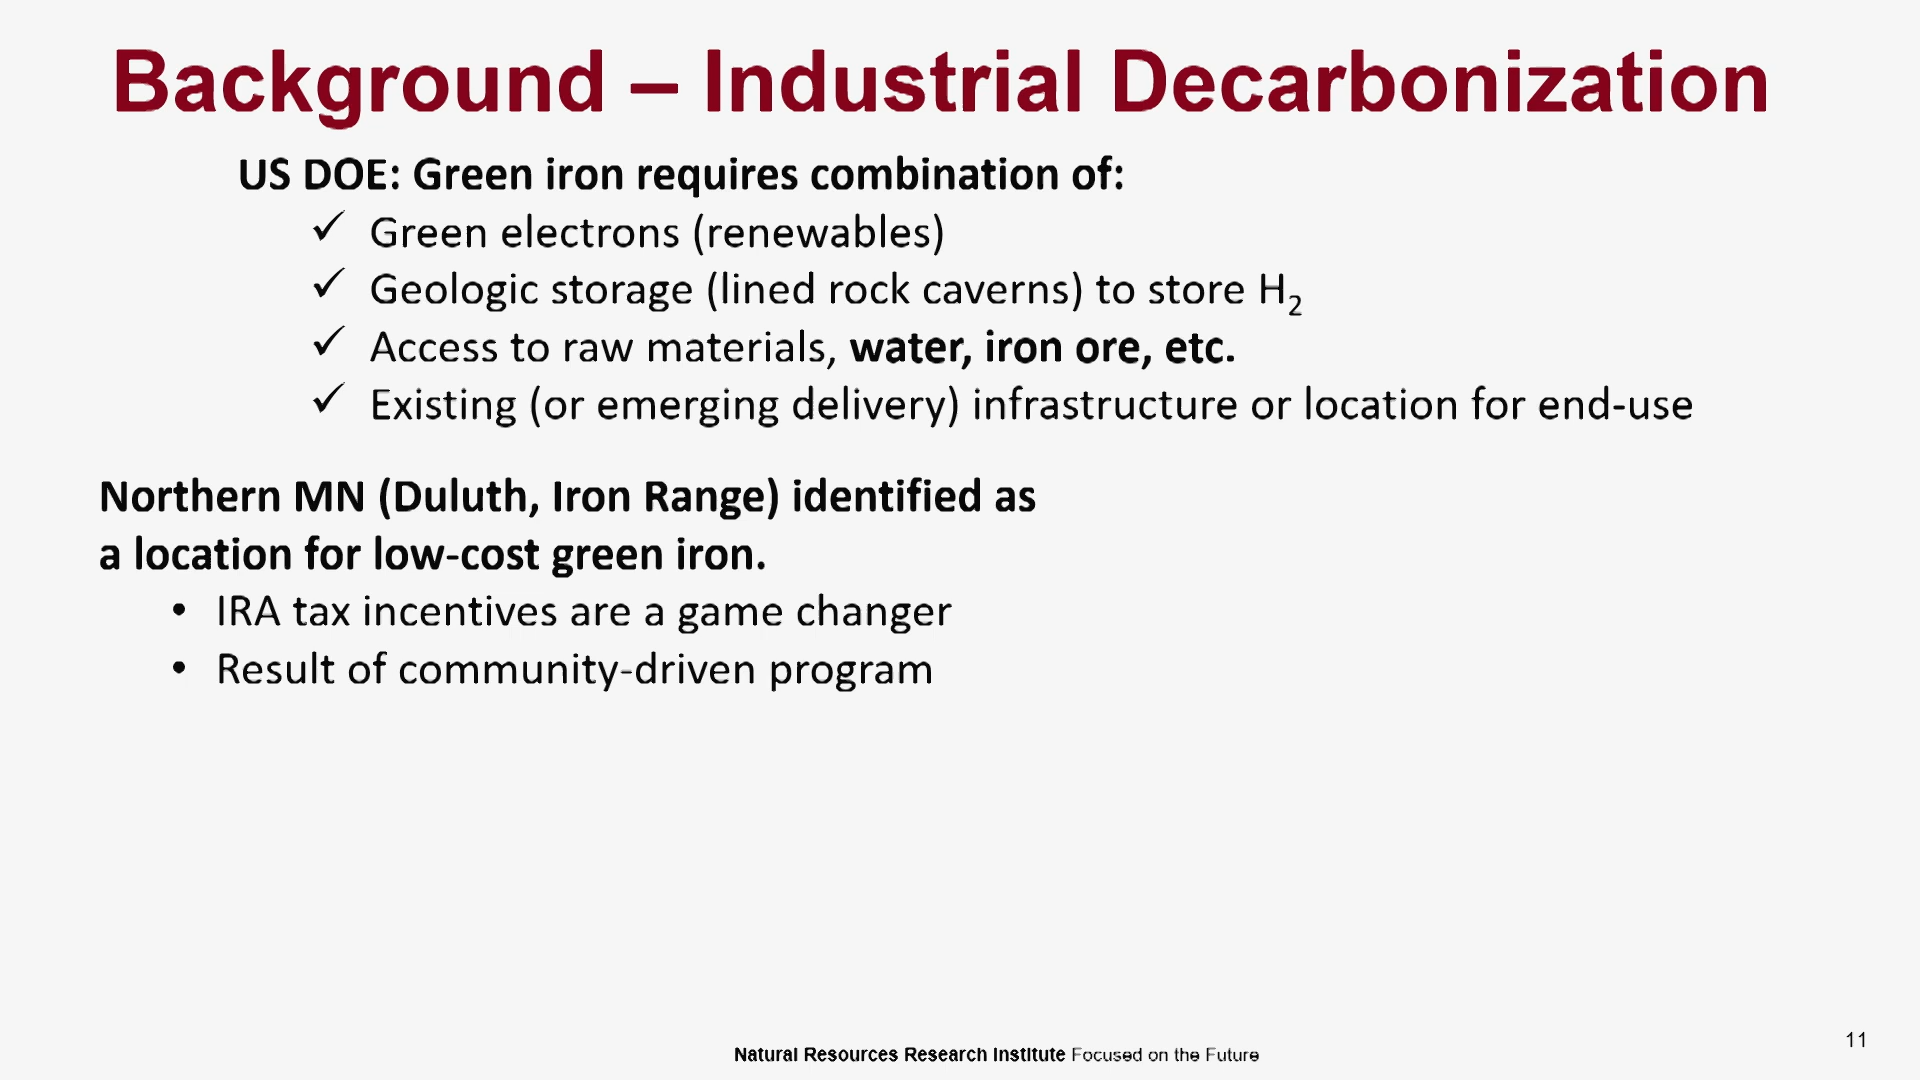 Background – Industrial Decarbonization
US DOE: Green iron requires combination of:
✓ Green electrons (renewables)
✓ Geologic storage (lined rock caverns) to store H₂
✓ Access to raw materials, water, iron ore, etc.
✓ Existing (or emerging delivery) infrastructure or location for end-use
Northern MN (Duluth, Iron Range) identified as
a location for low-cost green iron.
• IRA tax incentives are a game changer
• Result of community-driven program
Natural Resources Research Institute Focused on the Future
11